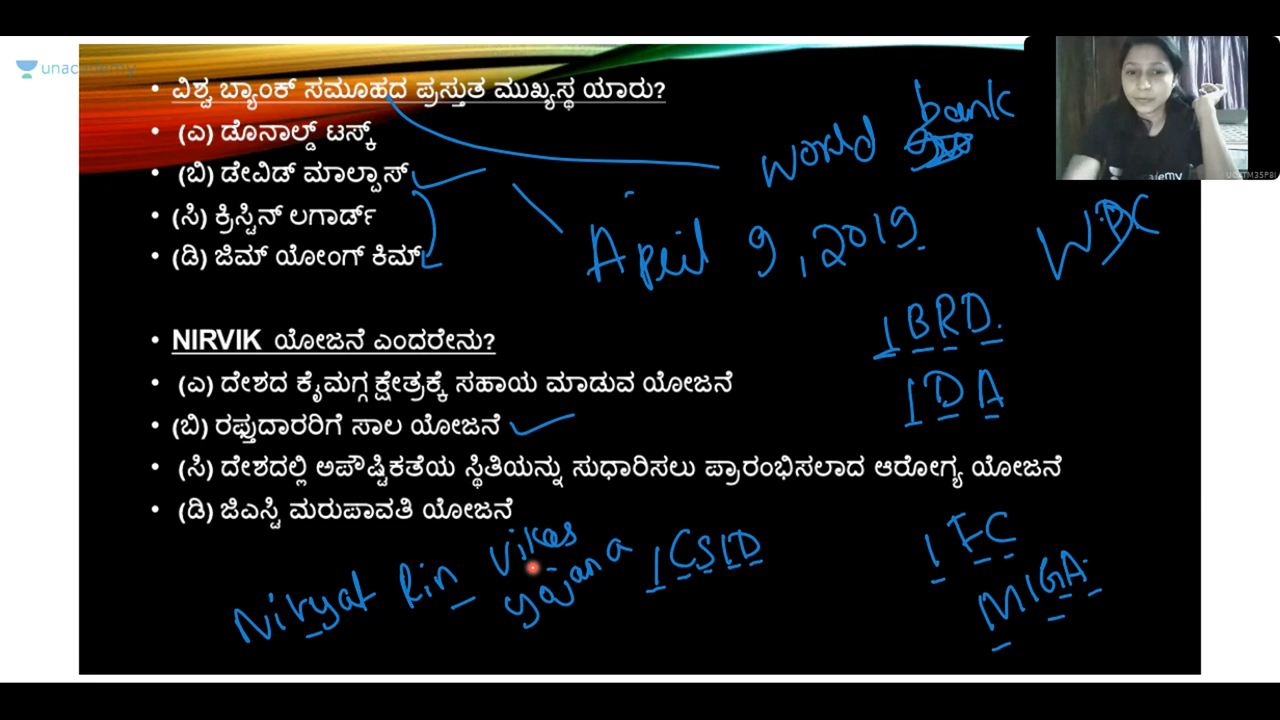 unacademy
• ವಿಶ್ವ ಬ್ಯಾಂಕ್ ಸಮೂಹದ ಪ್ರಸ್ತುತ ಮುಖ್ಯಸ್ಥ ಯಾರು?
• (ಎ) ಡೊನಾಲ್ಡ್ ಟಸ್ಕ್
• (ಬಿ) ಡೇವಿಡ್ ಮಾಲ್ಪಾಸ್
• (ಸಿ) ಕ್ರಿಸ್ಟಿನ್ ಲಗಾರ್ಡ್
• (ಡಿ) ಜಿಮ್ ಯೋಂಗ್ ಕಿಮ್
world bank
April 9, 2019
IBRD.
IDA
• NIRVIK ಯೋಜನೆ ಎಂದರೇನು?
• (ಎ) ದೇಶದ ಕೈಮಗ್ಗ ಕ್ಷೇತ್ರಕ್ಕೆ ಸಹಾಯ ಮಾಡುವ ಯೋಜನೆ
• (ಬಿ) ರಫ್ತುದಾರರಿಗೆ ಸಾಲ ಯೋಜನೆ
• (ಸಿ) ದೇಶದಲ್ಲಿ ಅಪೌಷ್ಟಿಕತೆಯ ಸ್ಥಿತಿಯನ್ನು ಸುಧಾರಿಸಲು ಪ್ರಾರಂಭಿಸಲಾದ ಆರೋಗ್ಯ ಯೋಜನೆ
• (ಡಿ) ಜಿಎಸ್ಟಿ ಮರುಪಾವತಿ ಯೋಜನೆ
Niryat Rin Vikas
yojana
ICSID
IFC
MIGA.